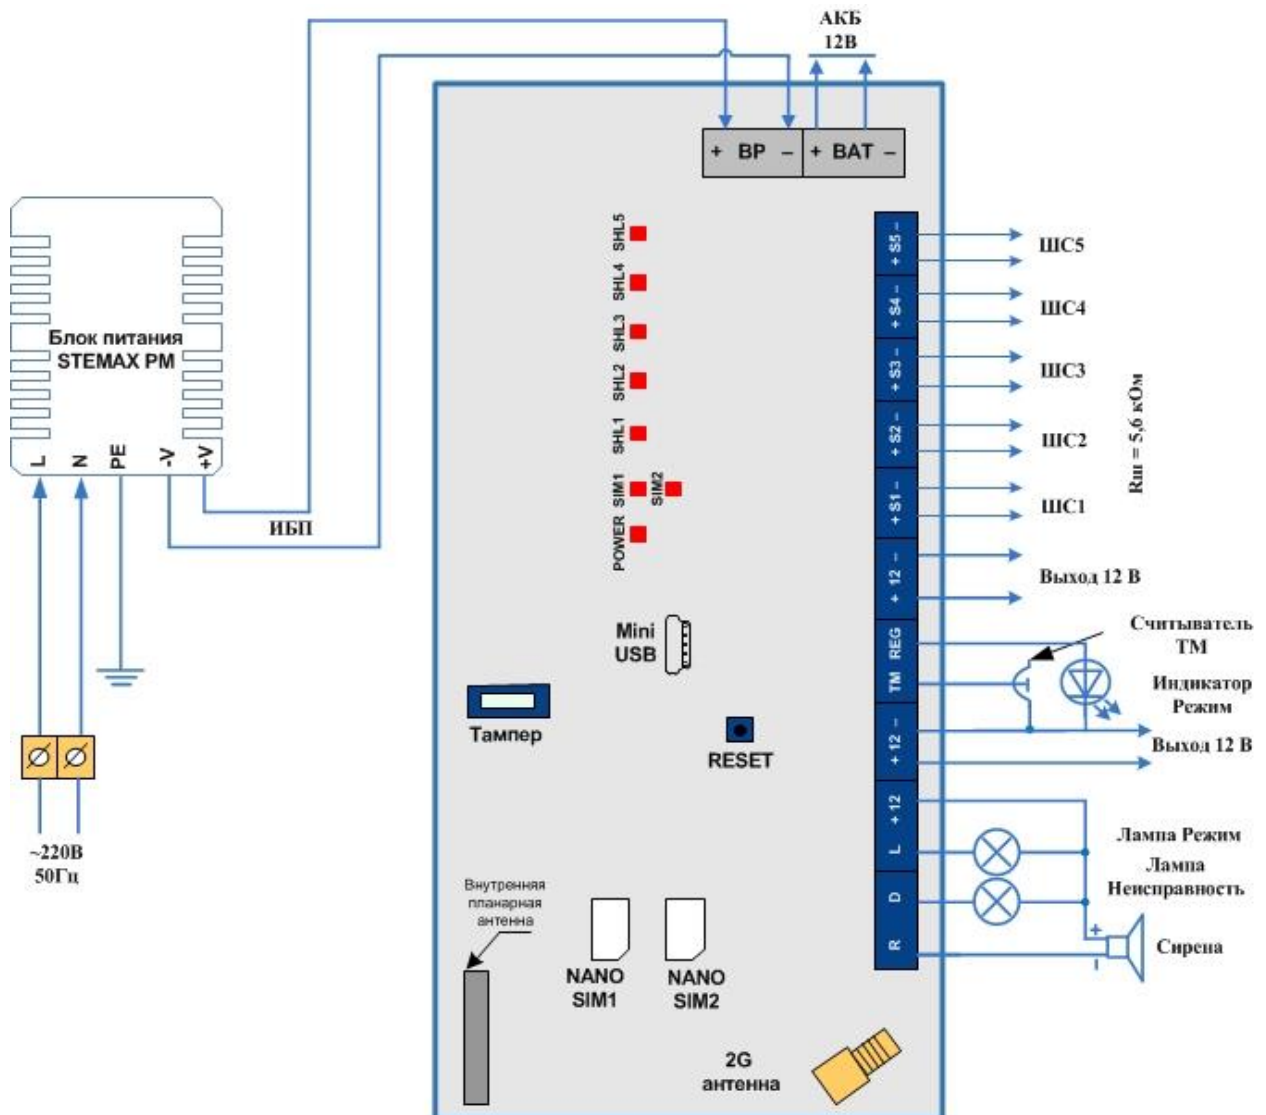 АКБ
12В
+ BP – + BAT –
SHL5
SHL4
SHL3
SHL2
SHL1
SIM1
SIM2
POWER
Блок питания
STEMAX PM
L
N
PE
-V
+V
ИБП
~220В
50Гц
Mini
USB
Тампер
RESET
Внутренняя
планарная
антенна
NANO
SIM1
NANO
SIM2
2G
антенна
+ S5 –
+ S4 –
+ S3 –
+ S2 –
+ S1 –
+ 12 –
REG
TM
+ 12 –
+ 12
L
D
R
ШС5
ШС4
ШС3
ШС2
ШС1
Rш = 5,6 кОм
Выход 12 В
Считыватель
ТМ
Индикатор
Режим
Выход 12 В
Лампа Режим
Лампа
Неисправность
+
–
Сирена